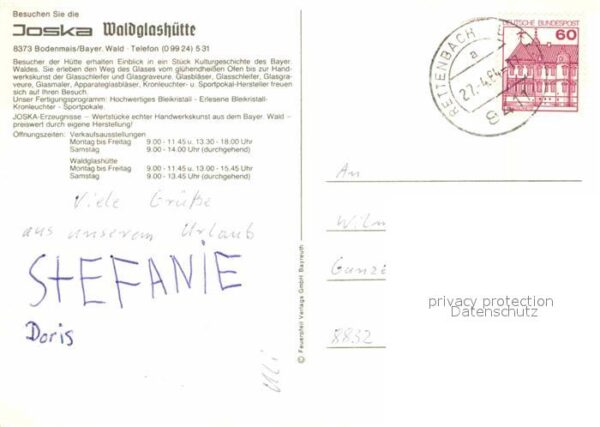 Besuchen Sie die
Joska Waldglashütte
8373 Bodenmais/Bayer. Wald · Telefon (0 99 24) 5 31
Besucher der Hütte erhalten Einblick in ein Stück Kulturgeschichte des Bayer.
Waldes. Sie erleben den Weg des Glases vom glühendheißen Ofen bis zur Hand-
werkskunst der Glasschleifer und Glasgraveure. Glasbläser, Glasschleifer, Glasgra-
veure, Glasmaler, Apparateglasbläser, Kronleuchter- u. Sportpokal-Hersteller freuen
sich auf Ihren Besuch.
Unser Fertigungsprogramm: Hochwertiges Bleikristall - Erlesene Bleikristall-
Kronleuchter - Sportpokale.
JOSKA-Erzeugnisse – Wertstücke echter Handwerkskunst aus dem Bayer. Wald -
preiswert durch eigene Herstellung!
Öffnungszeiten: Verkaufsausstellungen
Montag bis Freitag 9.00 - 11.45 u. 13.30 - 18.00 Uhr
Samstag 9.00 - 14.00 Uhr (durchgehend)
Waldglashütte
Montag bis Freitag 9.00 - 11.45 u. 13.00 - 15.45 Uhr
Samstag 9.00 - 13.45 Uhr (durchgehend)
Viele Grüße
aus unserem Urlaub
STEFANIE
Doris
Uli
© Feuerpfeil Verlags GmbH Bayreuth
DEUTSCHE BUNDESPOST
60
RETTENBACH
a
27.-4.84
8411
An
Wilm
Gunze
8832
privacy protection
Datenschutz